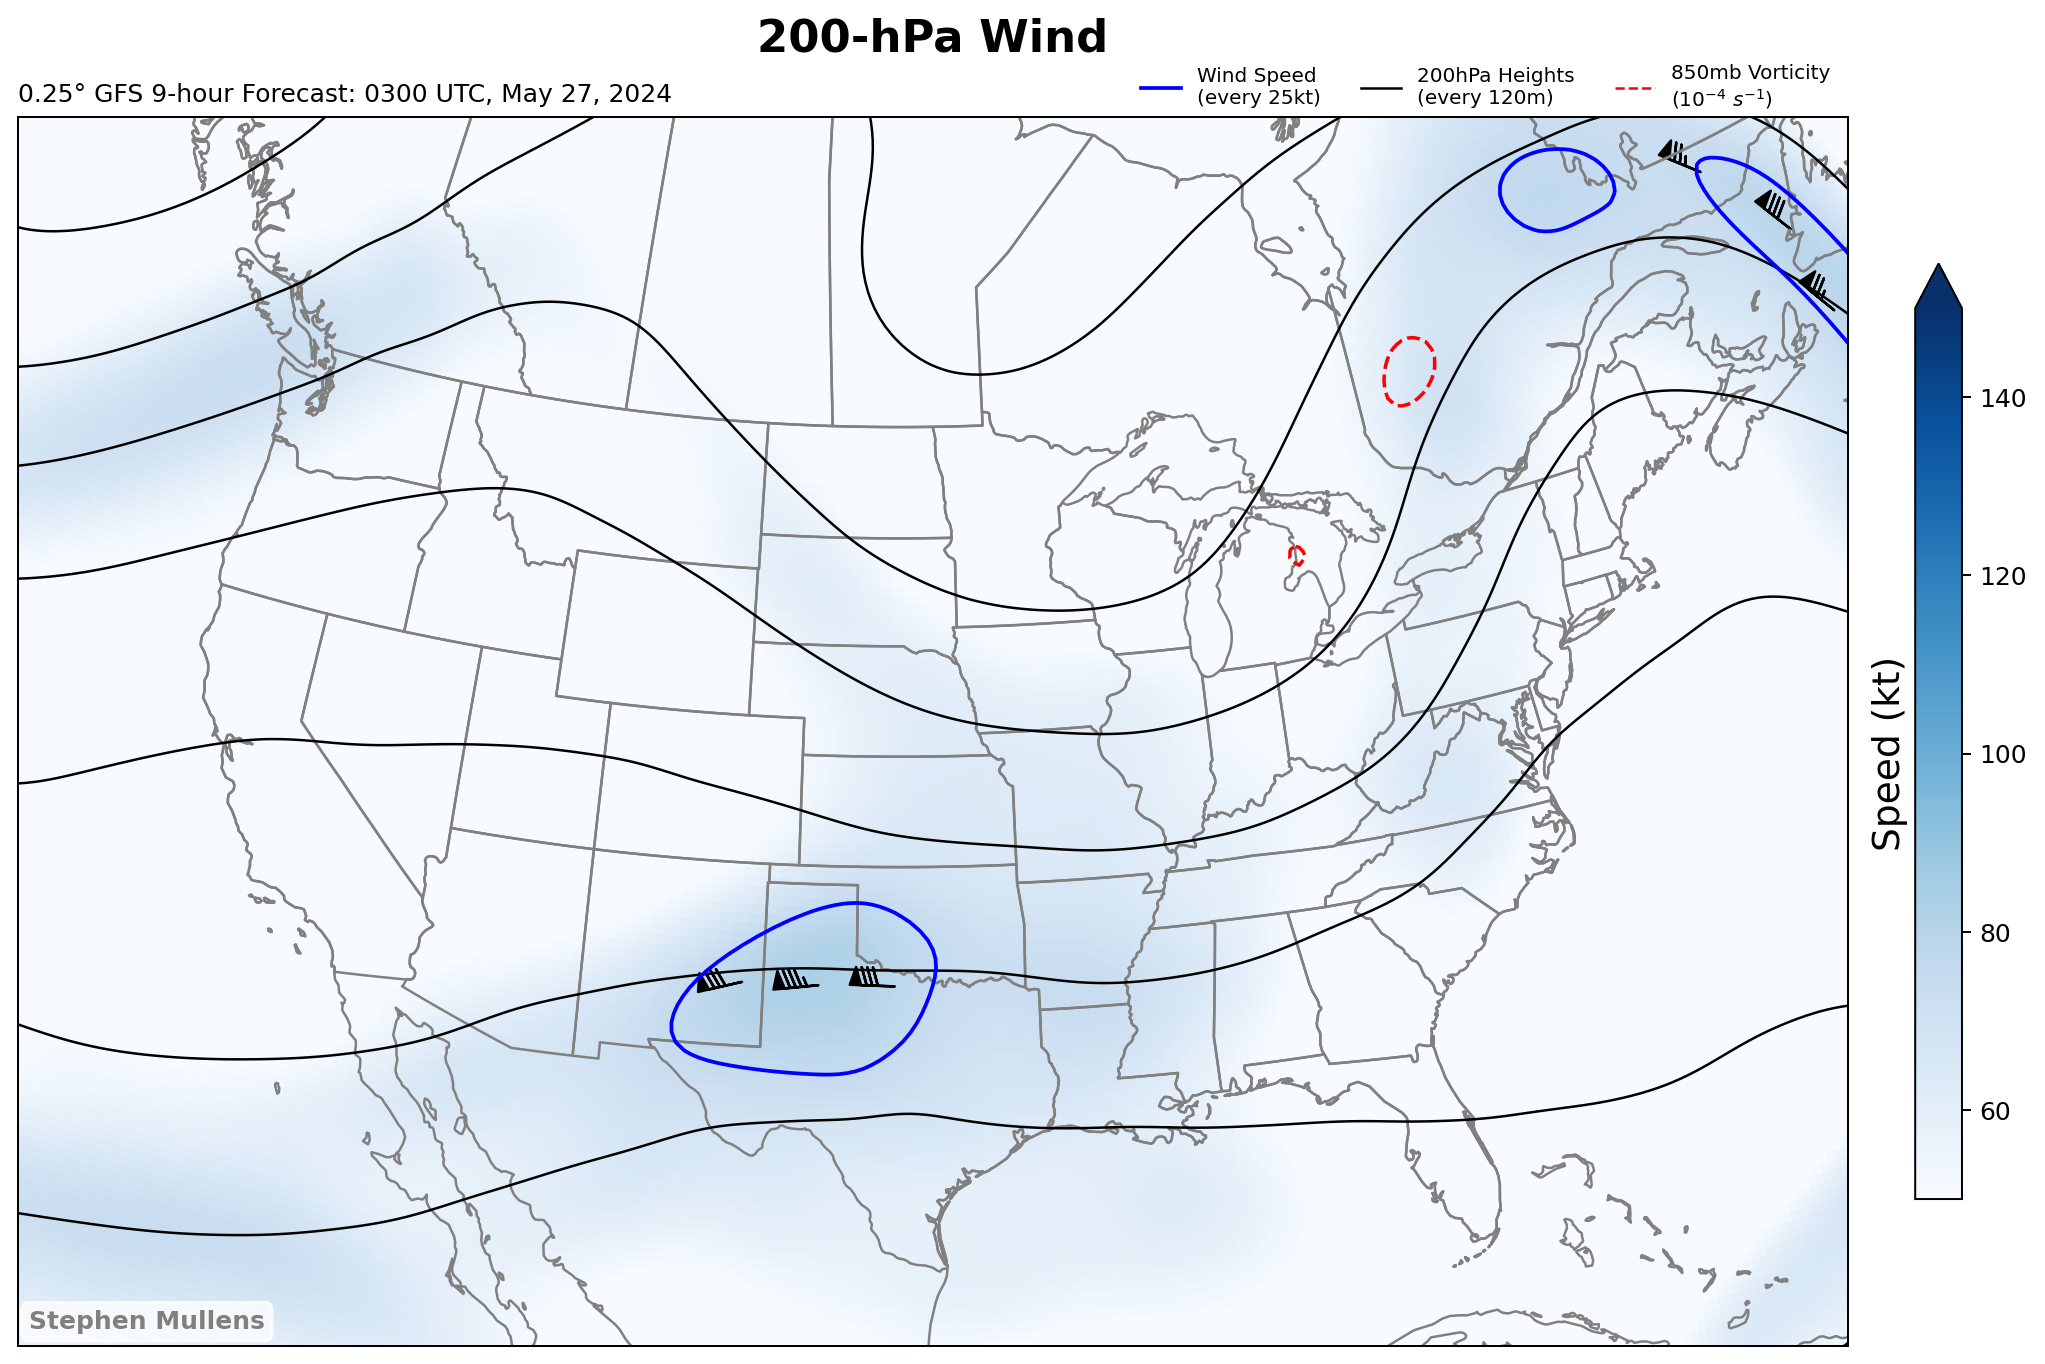 200-hPa Wind
0.25° GFS 9-hour Forecast: 0300 UTC, May 27, 2024
Wind Speed
(every 25kt)
200hPa Heights
(every 120m)
850mb Vorticity
(10⁻⁴ s⁻¹)
140
120
100
80
60
Speed (kt)
Stephen Mullens